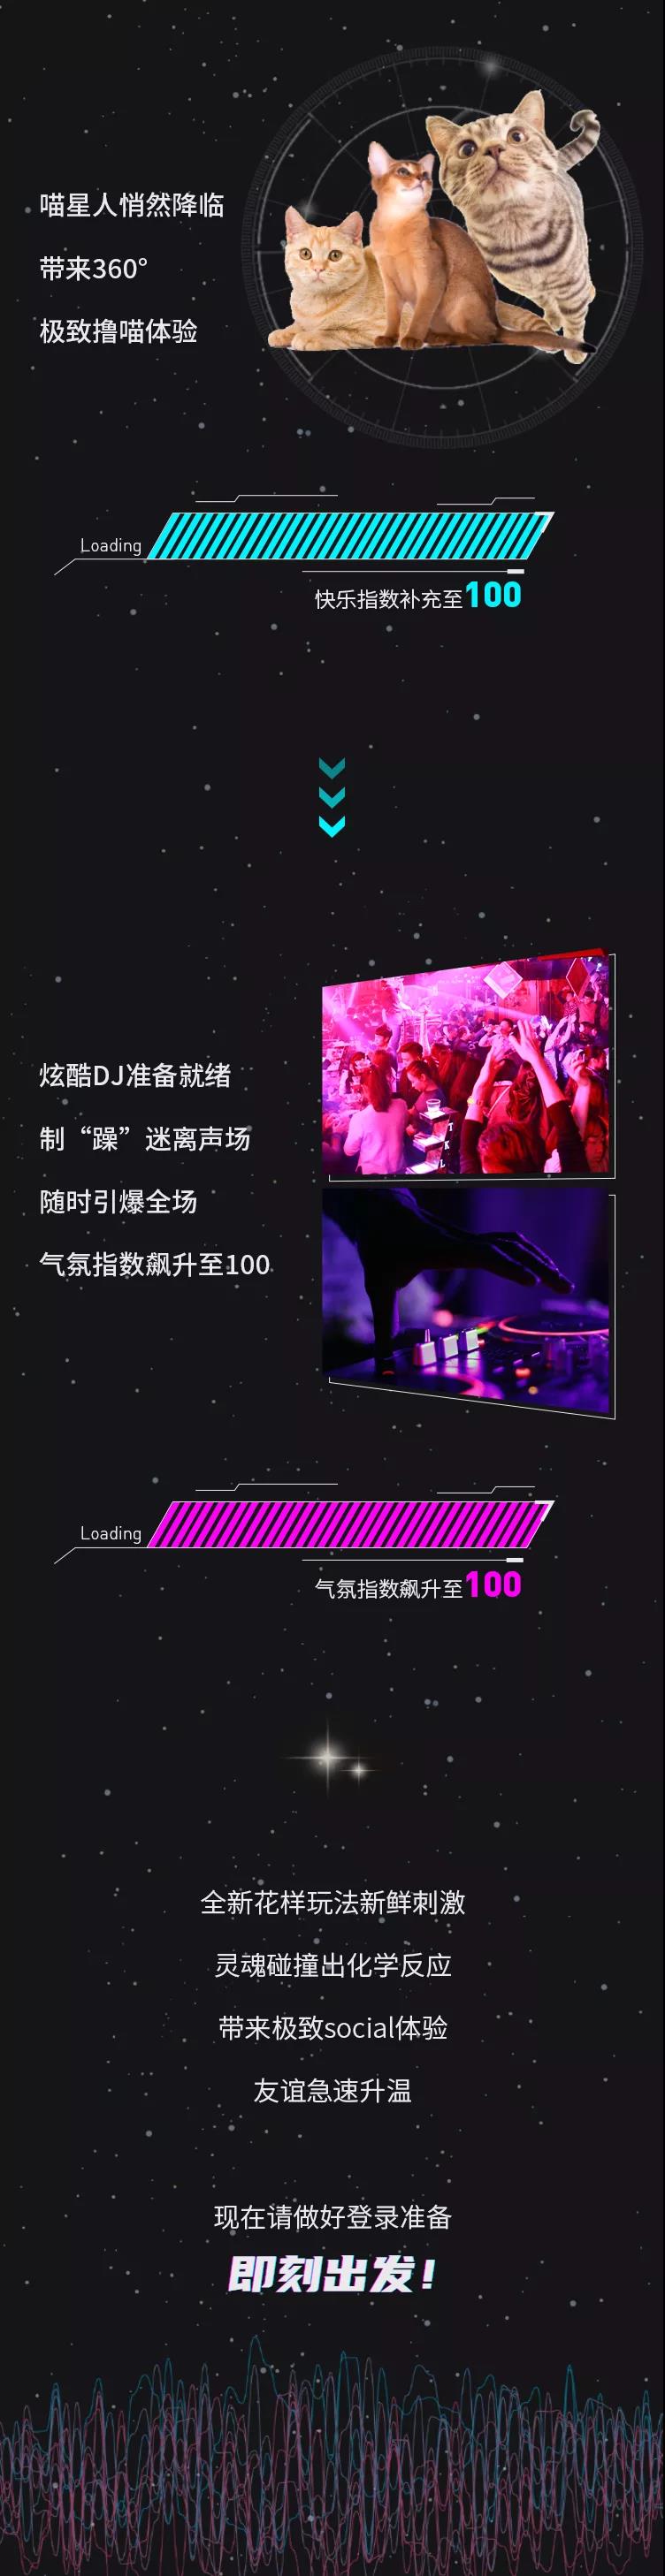 喵星人悄然降临
带来360°
极致撸喵体验
Loading
快乐指数补充至100
炫酷DJ准备就绪
制“躁”迷离声场
随时引爆全场
气氛指数飙升至100
T
K
L
Loading
气氛指数飙升至100
全新花样玩法新鲜刺激
灵魂碰撞出化学反应
带来极致social体验
友谊急速升温
现在请做好登录准备
即刻出发!